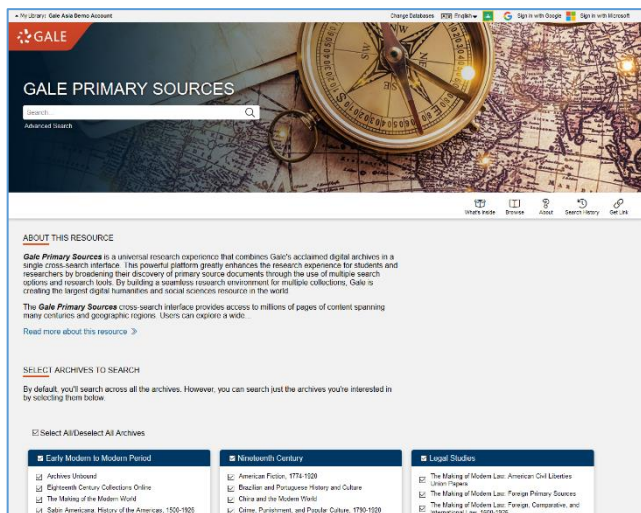 My Library: Gale Asia Demo Account
Change Databases English Sign in with Google Sign in with Microsoft
GALE
GALE PRIMARY SOURCES
Search...
Advanced Search
What's Inside Browse About Search History Get Link
ABOUT THIS RESOURCE
Gale Primary Sources is a universal research experience that combines Gale's acclaimed digital archives in a
single cross-search interface. This powerful platform greatly enhances the research experience for students and
researchers by broadening their discovery of primary source documents through the use of multiple search
options and research tools. By building a seamless research environment for multiple collections, Gale is
creating the largest digital humanities and social sciences resource in the world.
The Gale Primary Sources cross-search interface provides access to millions of pages of content spanning
many centuries and geographic regions. Users can explore a wide...
Read more about this resource »
SELECT ARCHIVES TO SEARCH
By default, you'll search across all the archives. However, you can search just the archives you're interested in
by selecting them below.
Select All/Deselect All Archives
Early Modern to Modern Period
Archives Unbound
Eighteenth Century Collections Online
The Making of the Modern World
Sabin Americana: History of the Americas, 1500-1926
Nineteenth Century
American Fiction, 1774-1920
Brazilian and Portuguese History and Culture
China and the Modern World
Crime, Punishment, and Popular Culture, 1790-1920
Legal Studies
The Making of Modern Law: American Civil Liberties
Union Papers
The Making of Modern Law: Foreign Primary Sources
The Making of Modern Law: Foreign, Comparative, and
International Law, 1600-1926